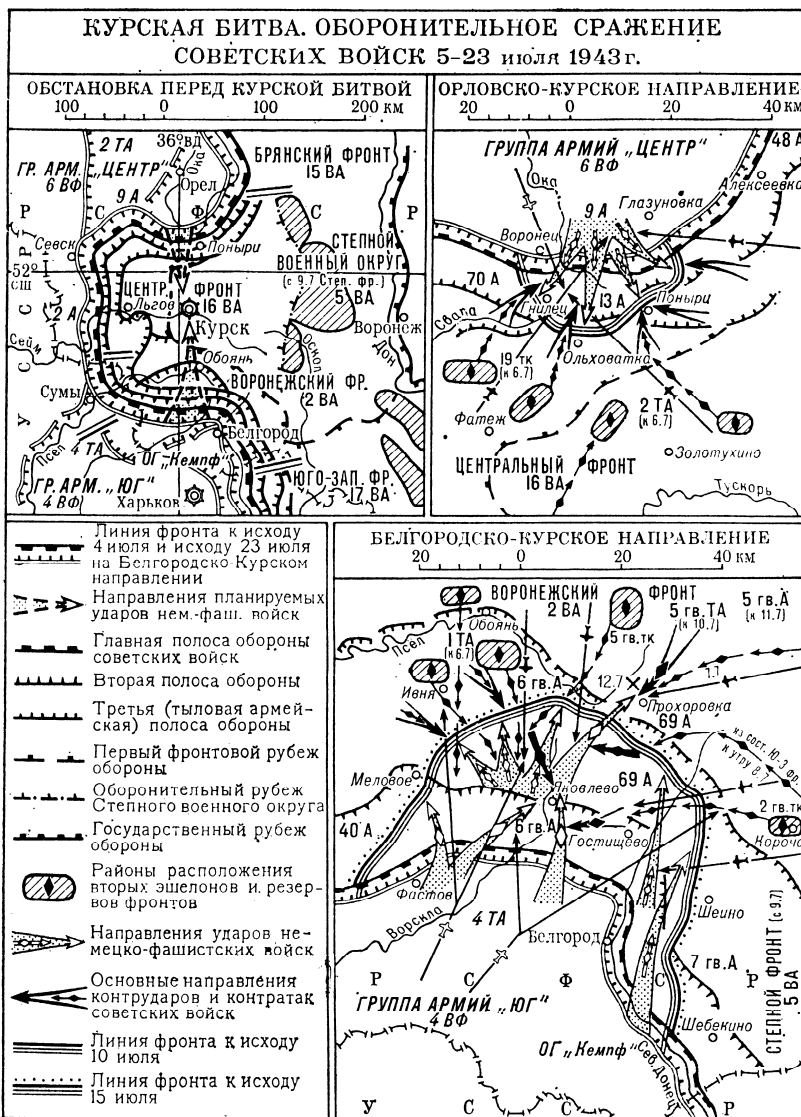 КУРСКАЯ БИТВА. ОБОРОНИТЕЛЬНОЕ СРАЖЕНИЕ
СОВЕТСКИХ ВОЙСК 5-23 июля 1943г.
ОБСТАНОВКА ПЕРЕД КУРСКОЙ БИТВОЙ
100 0 100 200 км
2 ТА
36° вд
ГР. АРМ. „ЦЕНТР"
6 ВФ
Ока
Орел
БРЯНСКИЙ ФРОНТ
15 ВА
9 А
Р С Ф С Р
Севск
Поныри
СТЕПНОЙ
ВОЕННЫЙ ОКРУГ
(с 9.7 Степ. фр.)
5 ВА
52°
сш
ЦЕНТР. ФРОНТ
16 ВА
Льгов
2 А
Курск
Воронеж
Сейм
Обоянь
Оскол
Дон
ВОРОНЕЖСКИЙ ФР.
2 ВА
Сумы
Белгород
Псел
4 ТА
ОГ „Кемпф"
ГР. АРМ. „ЮГ"
4 ВФ
Харьков
ЮГО-ЗАП. ФР.
17 ВА
У С С Р
ОРЛОВСКО-КУРСКОЕ НАПРАВЛЕНИЕ
20 0 20 40 км
ГРУППА АРМИЙ „ЦЕНТР"
6 ВФ
48 А
Ока
Алексеевка
9 А
Глазуновка
Воронец
70 А
13 А
Гнилец
Поныри
Свапа
Ольховатка
19 тк
(к 6.7)
2 ТА
(к 6.7)
Фатеж
Золотухино
ЦЕНТРАЛЬНЫЙ ФРОНТ
16 ВА
Тускорь
Линия фронта к исходу
4 июля и исходу 23 июля
на Белгородско-Курском
направлении
Направления планируемых
ударов нем.-фаш. войск
Главная полоса обороны
советских войск
Вторая полоса обороны
Третья (тыловая армей-
ская) полоса обороны
Первый фронтовой рубеж
обороны
Оборонительный рубеж
Степного военного округа
Государственный рубеж
обороны
Районы расположения
вторых эшелонов и резер-
вов фронтов
Направления ударов не-
мецко-фашистских войск
Основные направления
контрударов и контратак
советских войск
Линия фронта к исходу
10 июля
Линия фронта к исходу
15 июля
БЕЛГОРОДСКО-КУРСКОЕ НАПРАВЛЕНИЕ
20 0 20 40 км
ВОРОНЕЖСКИЙ ФРОНТ
2 ВА
5 гв. ТА
(к 10.7)
5 гв. А
(к 11.7)
Псел
Обоянь
1 ТА
(к 6.7)
5 гв.тк
6 гв. А
12.7
Ивня
Прохоровка
69 А
из сост. Ю-З фр.
к утру 8.7
Меловое
Яковлево
69 А
2 гв.тк
40 А
6 гв. А
Гостищево
Короча
Фастов
Ворскла
4 ТА
Белгород
Шеино
7 гв. А
СТЕПНОЙ ФРОНТ (с 9.7)
5 ВА
Р С Ф С Р
ГРУППА АРМИЙ „ЮГ"
4 ВФ
Шебекино
ОГ „Кемпф"
Сев. Донец
У С С Р